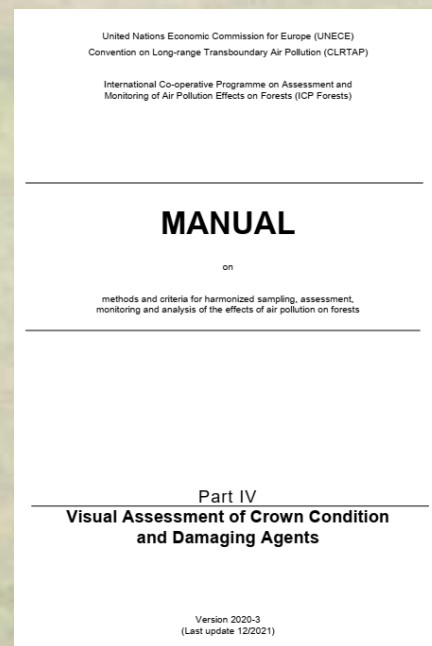 United Nations Economic Commission for Europe (UNECE)
Convention on Long-range Transboundary Air Pollution (CLRTAP)
International Co-operative Programme on Assessment and
Monitoring of Air Pollution Effects on Forests (ICP Forests)
MANUAL
on
methods and criteria for harmonized sampling, assessment,
monitoring and analysis of the effects of air pollution on forests
Part IV
Visual Assessment of Crown Condition
and Damaging Agents
Version 2020-3
(Last update 12/2021)